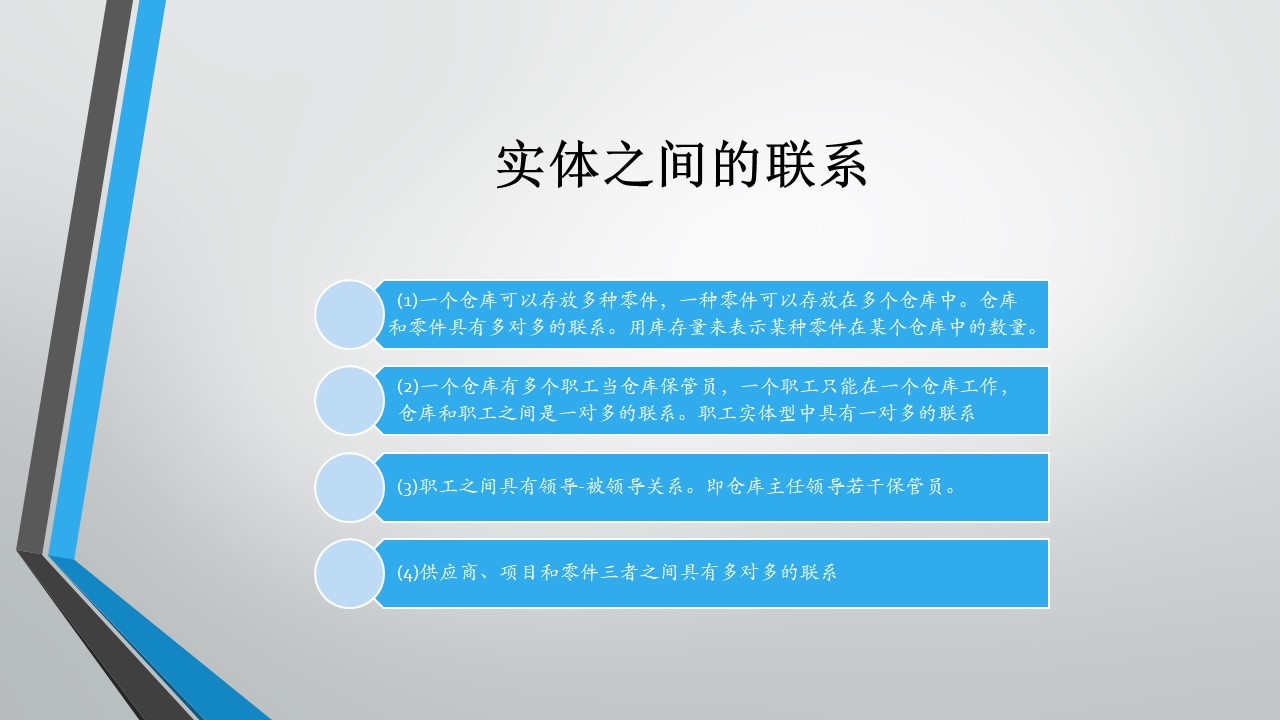 实体之间的联系
(1)一个仓库可以存放多种零件，一种零件可以存放在多个仓库中。仓库
和零件具有多对多的联系。用库存量来表示某种零件在某个仓库中的数量。
(2)一个仓库有多个职工当仓库保管员，一个职工只能在一个仓库工作，
仓库和职工之间是一对多的联系。职工实体型中具有一对多的联系
(3)职工之间具有领导-被领导关系。即仓库主任领导若干保管员。
(4)供应商、项目和零件三者之间具有多对多的联系